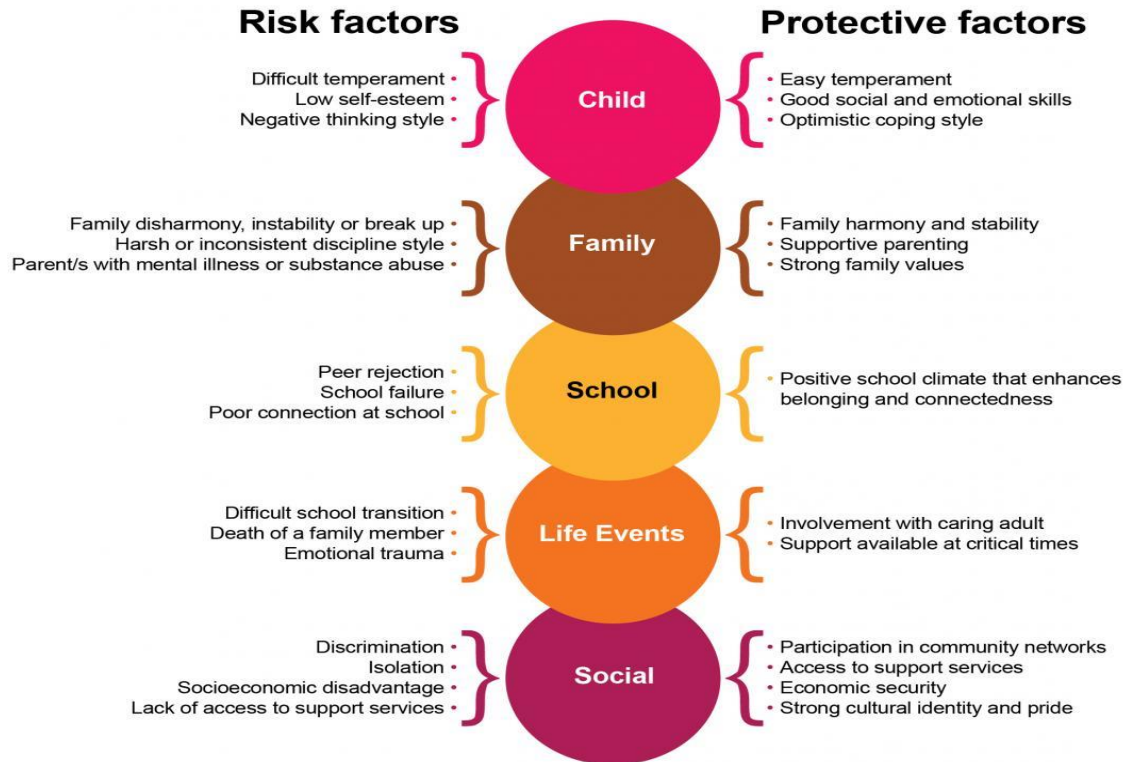 Risk factors
Protective factors
Difficult temperament
Low self-esteem
Negative thinking style
Child
Easy temperament
Good social and emotional skills
Optimistic coping style
Family disharmony, instability or break up
Harsh or inconsistent discipline style
Parent/s with mental illness or substance abuse
Family
Family harmony and stability
Supportive parenting
Strong family values
Peer rejection
School failure
Poor connection at school
School
Positive school climate that enhances
belonging and connectedness
Difficult school transition
Death of a family member
Emotional trauma
Life Events
Involvement with caring adult
Support available at critical times
Discrimination
Isolation
Socioeconomic disadvantage
Lack of access to support services
Social
Participation in community networks
Access to support services
Economic security
Strong cultural identity and pride